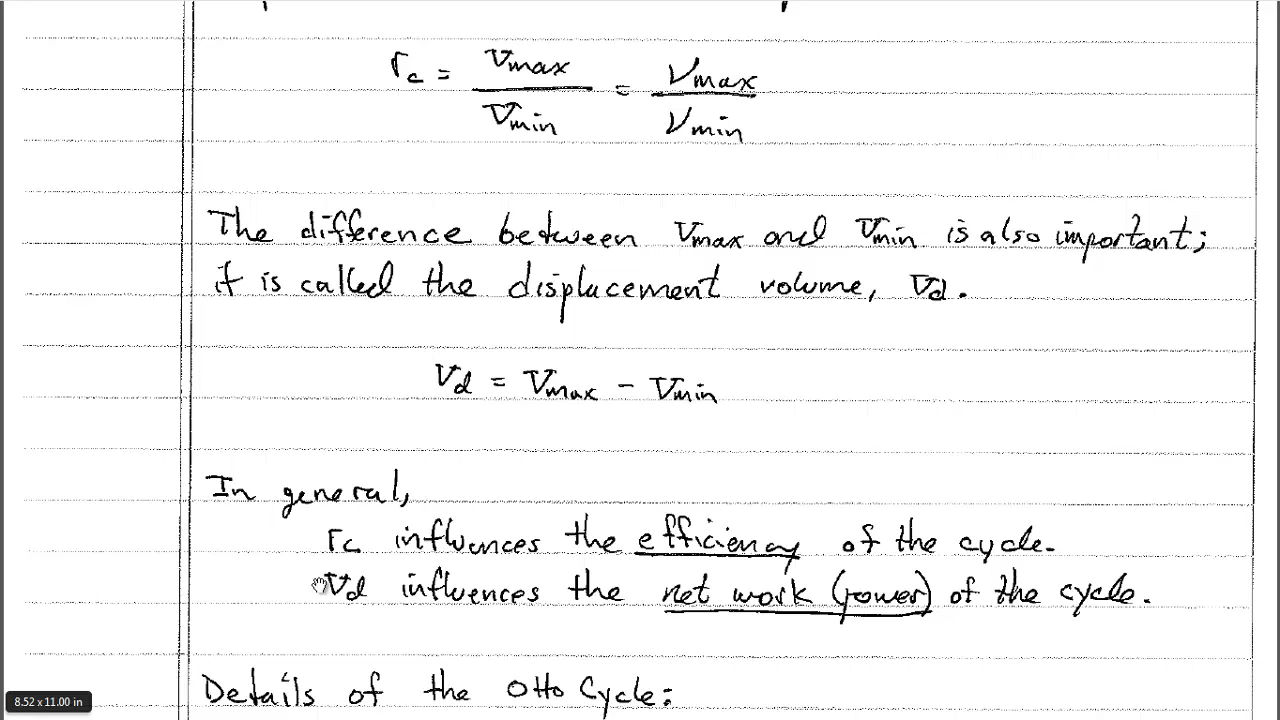 rc = Vmax / Vmin = Vmax / Vmin
The difference between Vmax and Vmin is also important;
it is called the displacement volume, Vd.
Vd = Vmax - Vmin
In general,
rc influences the efficiency of the cycle.
Vd influences the net work (power) of the cycle.
Details of the Otto Cycle:
8.52 x 11.00 in